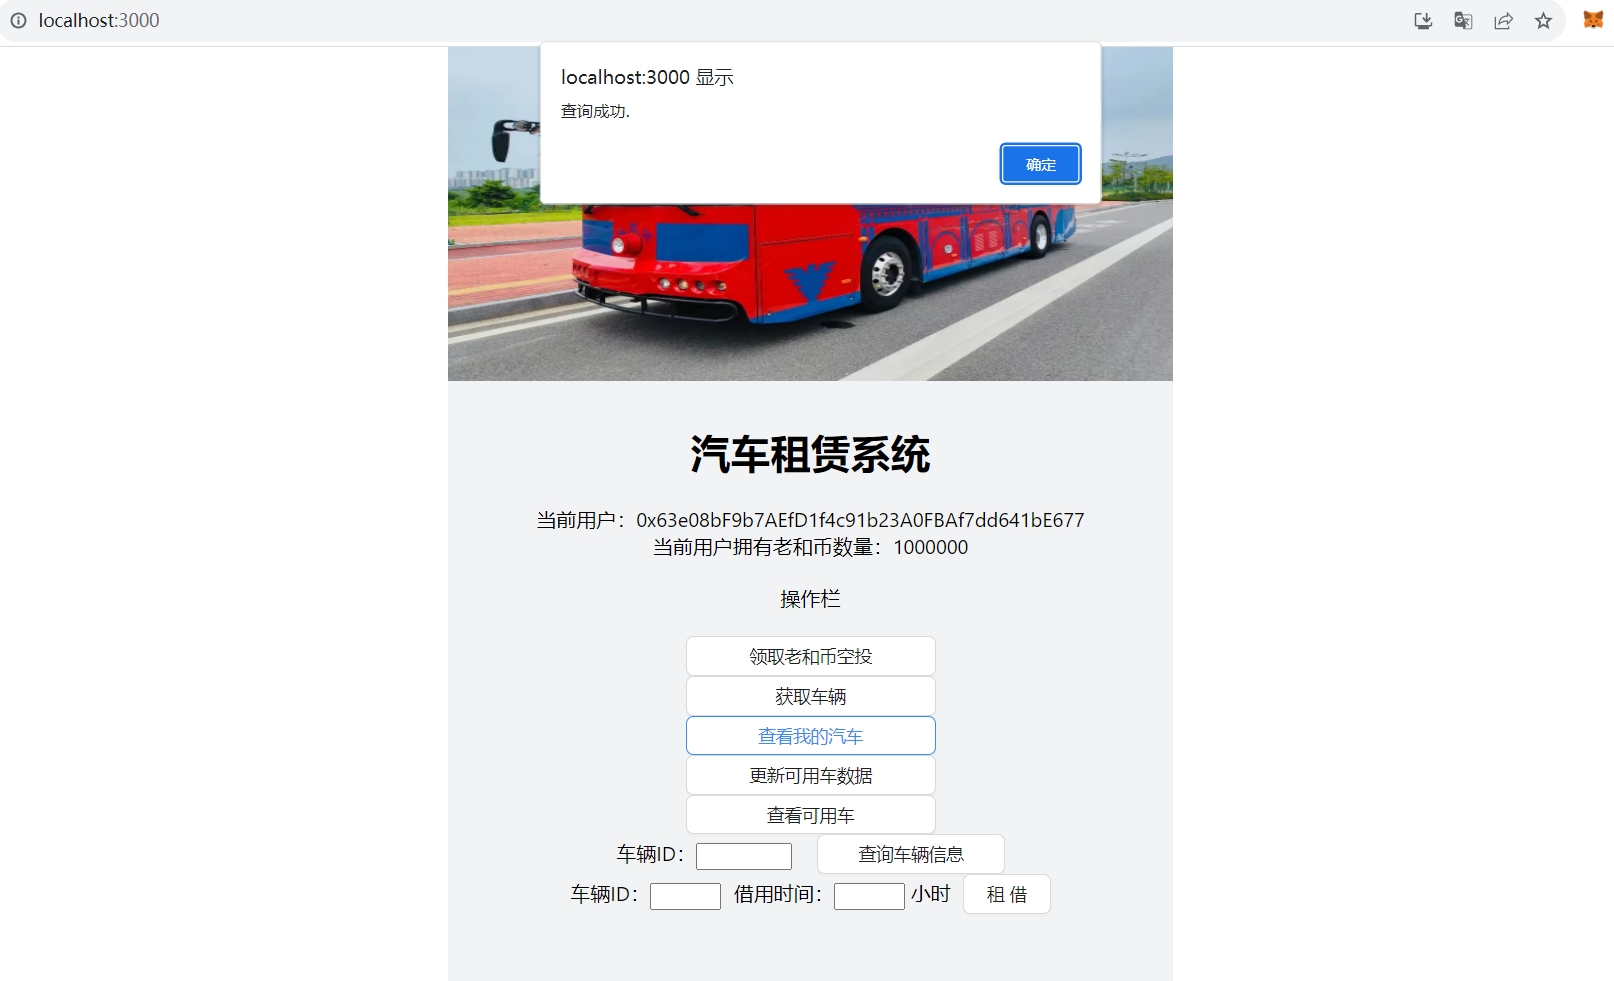 localhost:3000
localhost:3000 显示
查询成功.
确定
汽车租赁系统
当前用户：0x63e08bF9b7AEfD1f4c91b23A0FBAf7dd641bE677
当前用户拥有老和币数量：1000000
操作栏
领取老和币空投
获取车辆
查看我的汽车
更新可用车数据
查看可用车
车辆ID： 查询车辆信息
车辆ID： 借用时间： 小时 租 借